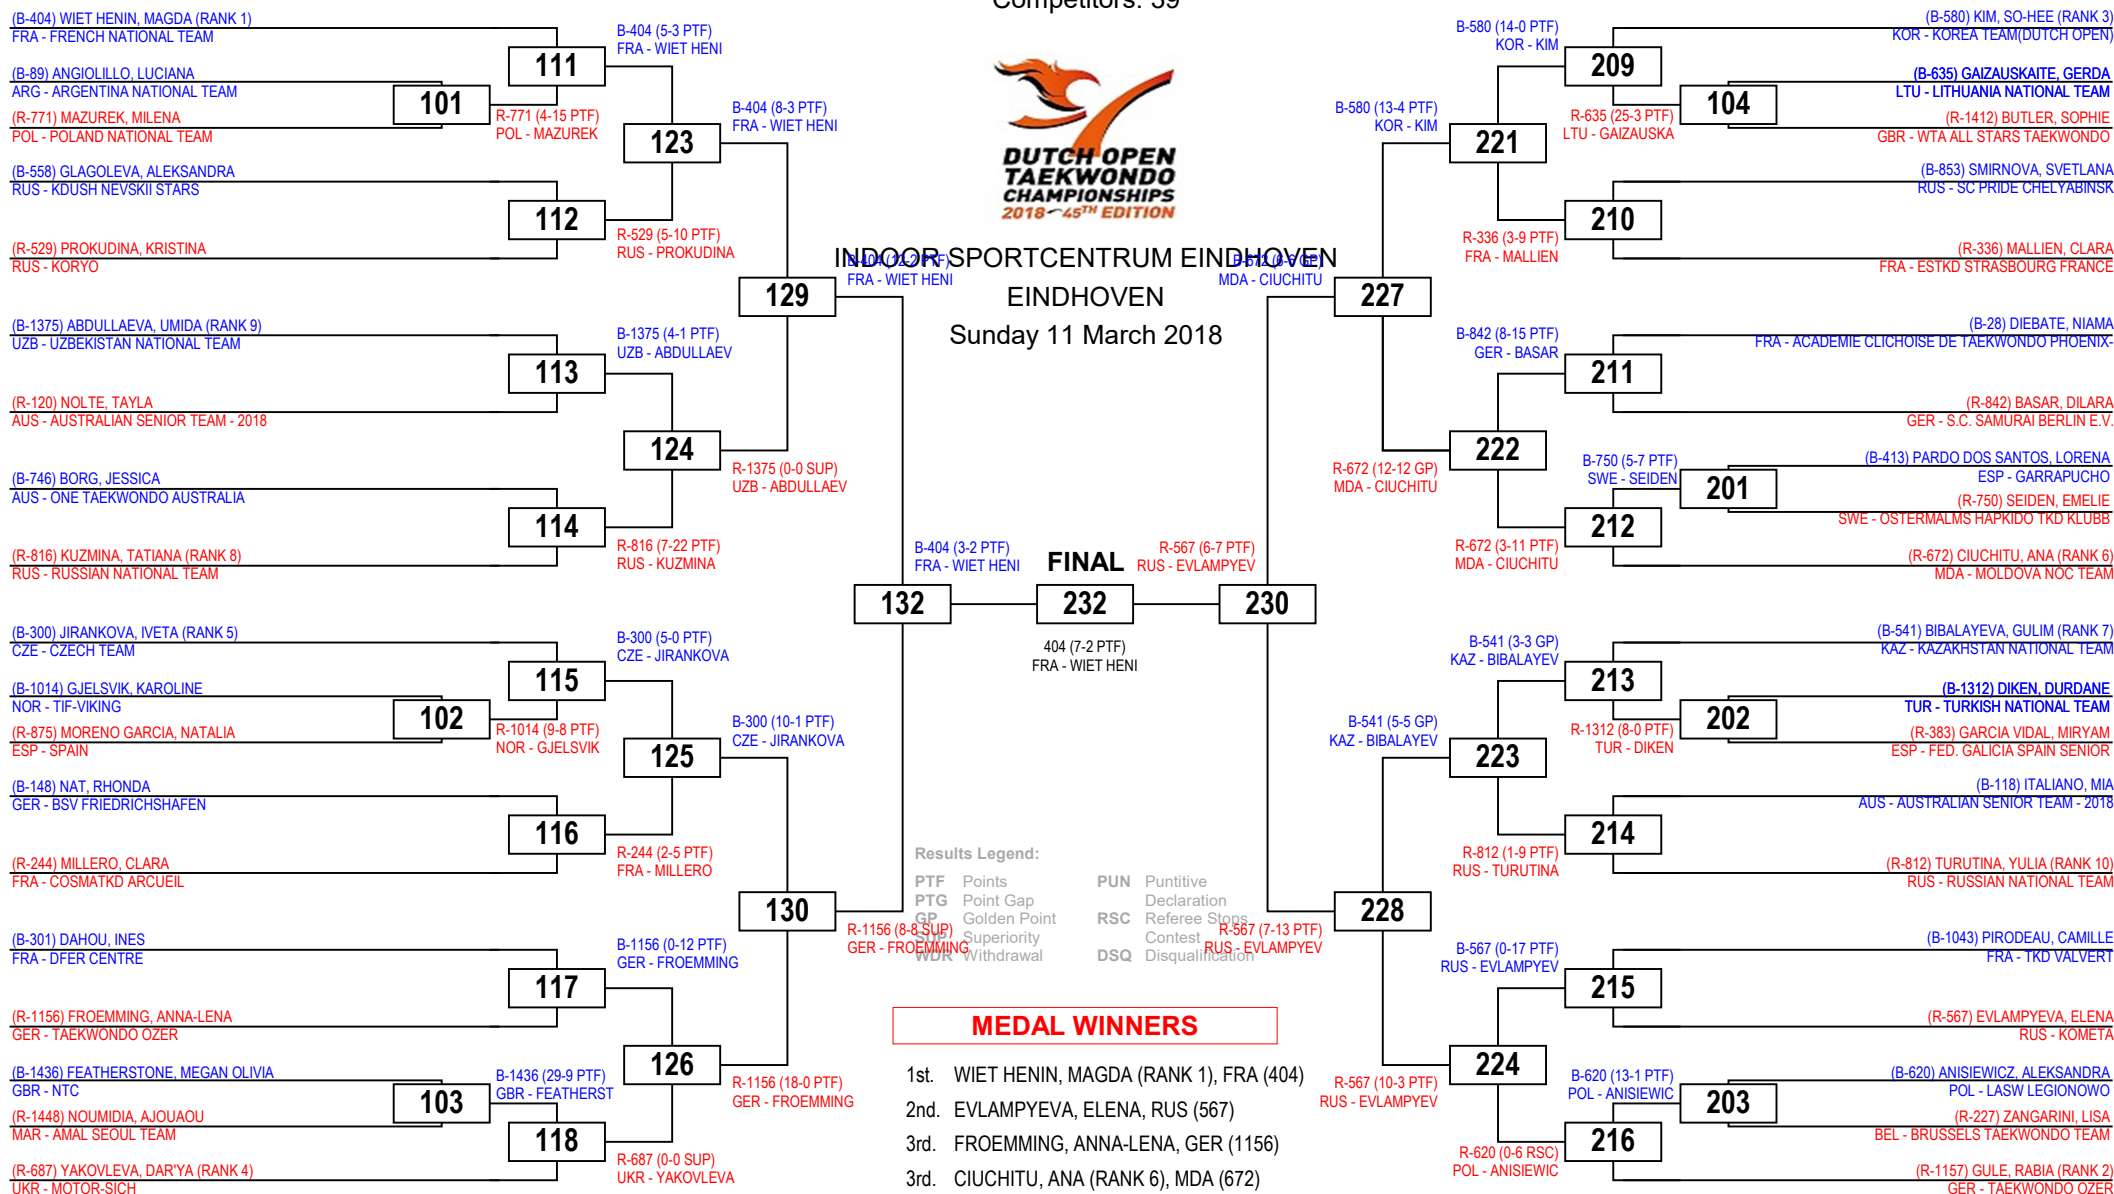 Competitors: 39
DUTCH OPEN
TAEKWONDO
CHAMPIONSHIPS
2018 ~ 45TH EDITION
INDOOR SPORTCENTRUM EINDHOVEN
EINDHOVEN
Sunday 11 March 2018
(B-404) WIET HENIN, MAGDA (RANK 1)
FRA - FRENCH NATIONAL TEAM
(B-89) ANGIOLILLO, LUCIANA
ARG - ARGENTINA NATIONAL TEAM
(R-771) MAZUREK, MILENA
POL - POLAND NATIONAL TEAM
(B-558) GLAGOLEVA, ALEKSANDRA
RUS - KDUSH NEVSKII STARS
(R-529) PROKUDINA, KRISTINA
RUS - KORYO
(B-1375) ABDULLAEVA, UMIDA (RANK 9)
UZB - UZBEKISTAN NATIONAL TEAM
(R-120) NOLTE, TAYLA
AUS - AUSTRALIAN SENIOR TEAM - 2018
(B-746) BORG, JESSICA
AUS - ONE TAEKWONDO AUSTRALIA
(R-816) KUZMINA, TATIANA (RANK 8)
RUS - RUSSIAN NATIONAL TEAM
(B-300) JIRANKOVA, IVETA (RANK 5)
CZE - CZECH TEAM
(B-1014) GJELSVIK, KAROLINE
NOR - TIF-VIKING
(R-875) MORENO GARCIA, NATALIA
ESP - SPAIN
(B-148) NAT, RHONDA
GER - BSV FRIEDRICHSHAFEN
(R-244) MILLERO, CLARA
FRA - COSMATKD ARCUEIL
(B-301) DAHOU, INES
FRA - DFER CENTRE
(R-1156) FROEMMING, ANNA-LENA
GER - TAEKWONDO OZER
(B-1436) FEATHERSTONE, MEGAN OLIVIA
GBR - NTC
(R-1448) NOUMIDIA, AJOUAOU
MAR - AMAL SEOUL TEAM
(R-687) YAKOVLEVA, DAR'YA (RANK 4)
UKR - MOTOR-SICH
101
R-771 (4-15 PTF)
POL - MAZUREK
102
R-1014 (9-8 PTF)
NOR - GJELSVIK
103
B-1436 (29-9 PTF)
GBR - FEATHERST
111
B-404 (5-3 PTF)
FRA - WIET HENI
112
R-529 (5-10 PTF)
RUS - PROKUDINA
113
B-1375 (4-1 PTF)
UZB - ABDULLAEV
114
R-816 (7-22 PTF)
RUS - KUZMINA
115
B-300 (5-0 PTF)
CZE - JIRANKOVA
116
R-244 (2-5 PTF)
FRA - MILLERO
117
B-1156 (0-12 PTF)
GER - FROEMMING
118
R-687 (0-0 SUP)
UKR - YAKOVLEVA
123
B-404 (8-3 PTF)
FRA - WIET HENI
124
R-1375 (0-0 SUP)
UZB - ABDULLAEV
125
B-300 (10-1 PTF)
CZE - JIRANKOVA
126
R-1156 (18-0 PTF)
GER - FROEMMING
129
B-404 (12-2 PTF)
FRA - WIET HENI
130
R-1156 (8-8 SUP)
GER - FROEMMING
132
B-404 (3-2 PTF)
FRA - WIET HENI
FINAL
232
404 (7-2 PTF)
FRA - WIET HENI
R-567 (6-7 PTF)
RUS - EVLAMPYEV
230
B-672 (6-6 GP)
MDA - CIUCHITU
227
R-567 (7-13 PTF)
RUS - EVLAMPYEV
228
B-580 (13-4 PTF)
KOR - KIM
221
R-672 (12-12 GP)
MDA - CIUCHITU
222
B-541 (5-5 GP)
KAZ - BIBALAYEV
223
R-567 (10-3 PTF)
RUS - EVLAMPYEV
224
B-580 (14-0 PTF)
KOR - KIM
209
R-336 (3-9 PTF)
FRA - MALLIEN
210
B-842 (8-15 PTF)
GER - BASAR
211
R-672 (3-11 PTF)
MDA - CIUCHITU
212
B-541 (3-3 GP)
KAZ - BIBALAYEV
213
R-812 (1-9 PTF)
RUS - TURUTINA
214
B-567 (0-17 PTF)
RUS - EVLAMPYEV
215
R-620 (0-6 RSC)
POL - ANISIEWIC
216
R-635 (25-3 PTF)
LTU - GAIZAUSKA
104
B-750 (5-7 PTF)
SWE - SEIDEN
201
R-1312 (8-0 PTF)
TUR - DIKEN
202
B-620 (13-1 PTF)
POL - ANISIEWIC
203
(B-580) KIM, SO-HEE (RANK 3)
KOR - KOREA TEAM(DUTCH OPEN)
(B-635) GAIZAUSKAITE, GERDA
LTU - LITHUANIA NATIONAL TEAM
(R-1412) BUTLER, SOPHIE
GBR - WTA ALL STARS TAEKWONDO
(B-853) SMIRNOVA, SVETLANA
RUS - SC PRIDE CHELYABINSK
(R-336) MALLIEN, CLARA
FRA - ESTKD STRASBOURG FRANCE
(B-28) DIEBATE, NIAMA
FRA - ACADEMIE CLICHOISE DE TAEKWONDO PHOENIX-
(R-842) BASAR, DILARA
GER - S.C. SAMURAI BERLIN E.V.
(B-413) PARDO DOS SANTOS, LORENA
ESP - GARRAPUCHO
(R-750) SEIDEN, EMELIE
SWE - OSTERMALMS HAPKIDO TKD KLUBB
(R-672) CIUCHITU, ANA (RANK 6)
MDA - MOLDOVA NOC TEAM
(B-541) BIBALAYEVA, GULIM (RANK 7)
KAZ - KAZAKHSTAN NATIONAL TEAM
(B-1312) DIKEN, DURDANE
TUR - TURKISH NATIONAL TEAM
(R-383) GARCIA VIDAL, MIRYAM
ESP - FED. GALICIA SPAIN SENIOR
(B-118) ITALIANO, MIA
AUS - AUSTRALIAN SENIOR TEAM - 2018
(R-812) TURUTINA, YULIA (RANK 10)
RUS - RUSSIAN NATIONAL TEAM
(B-1043) PIRODEAU, CAMILLE
FRA - TKD VALVERT
(R-567) EVLAMPYEVA, ELENA
RUS - KOMETA
(B-620) ANISIEWICZ, ALEKSANDRA
POL - LASW LEGIONOWO
(R-227) ZANGARINI, LISA
BEL - BRUSSELS TAEKWONDO TEAM
(R-1157) GULE, RABIA (RANK 2)
GER - TAEKWONDO OZER
Results Legend:
PTF Points
PTG Point Gap
GP Golden Point
SUP Superiority
WDR Withdrawal
PUN Puntitive
Declaration
RSC Referee Stops
Contest
DSQ Disqualification
MEDAL WINNERS
1st. WIET HENIN, MAGDA (RANK 1), FRA (404)
2nd. EVLAMPYEVA, ELENA, RUS (567)
3rd. FROEMMING, ANNA-LENA, GER (1156)
3rd. CIUCHITU, ANA (RANK 6), MDA (672)